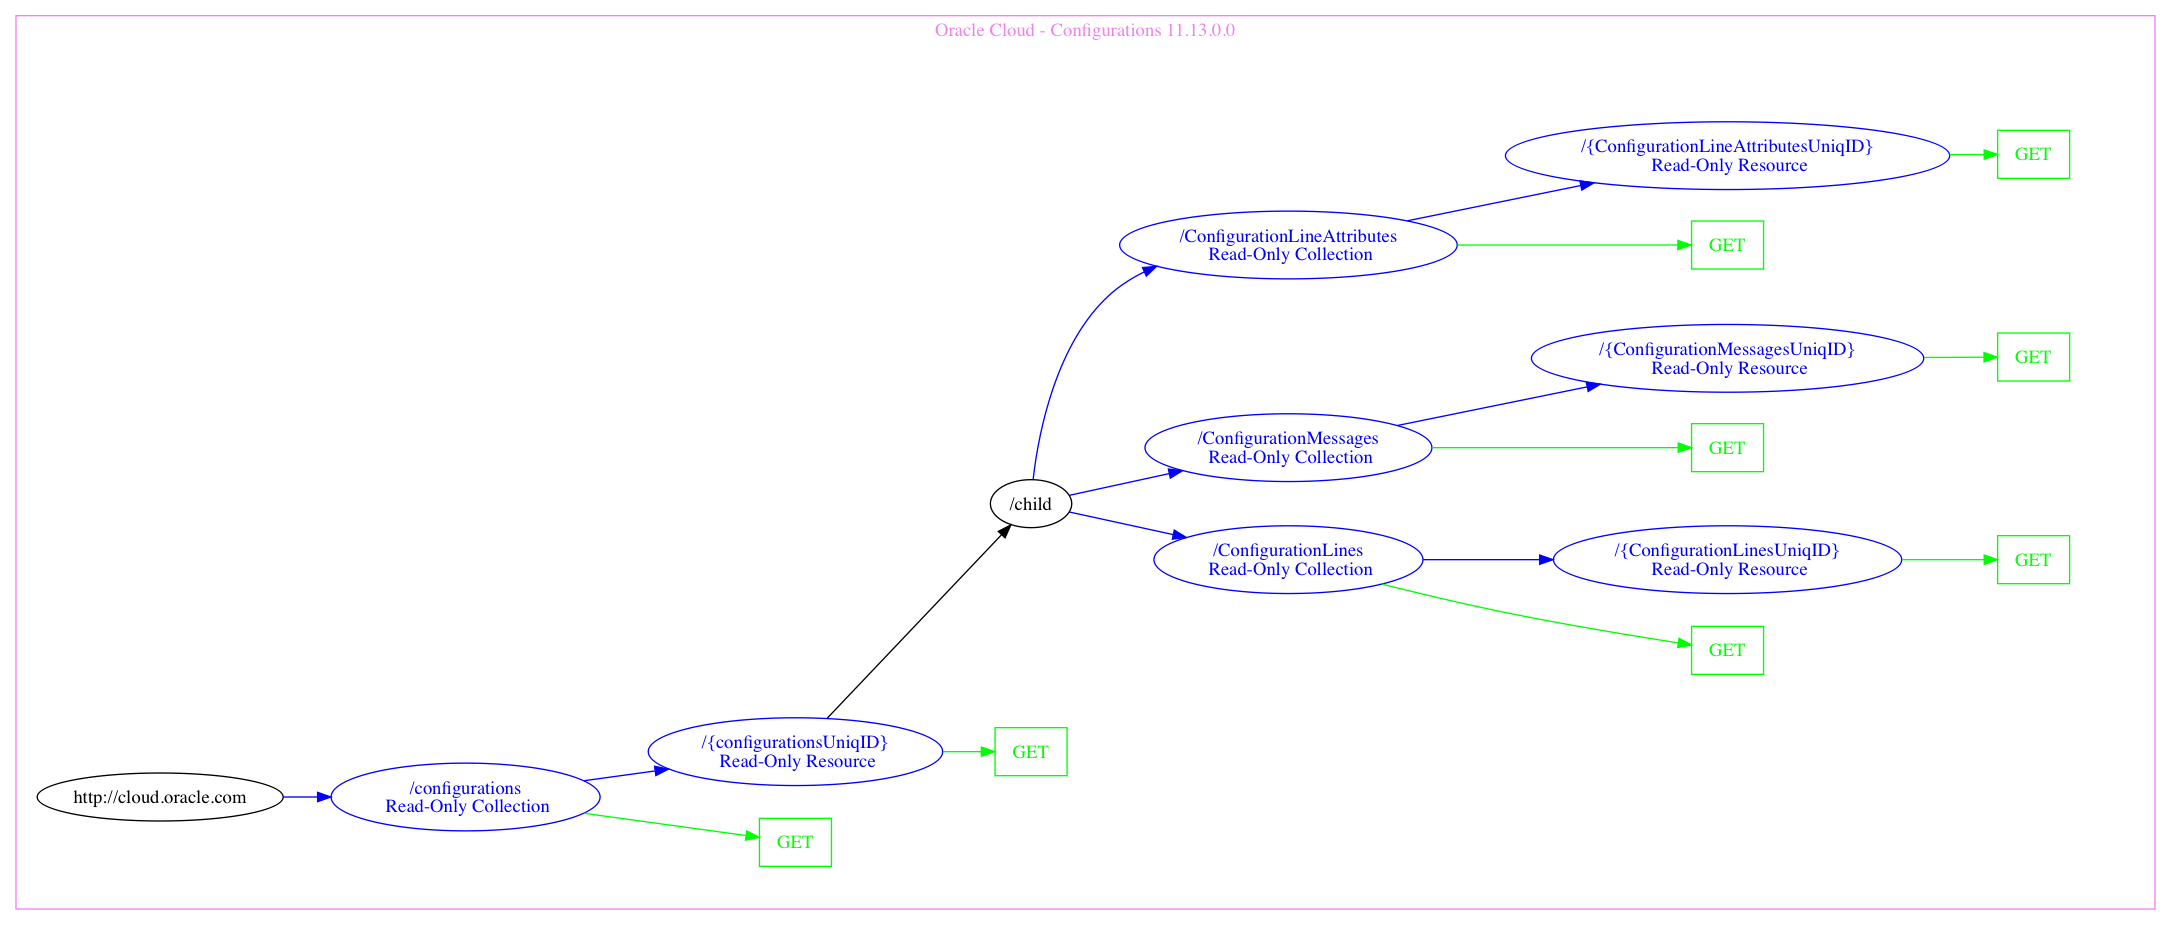 Oracle Cloud - Configurations 11.13.0.0
/{ConfigurationLineAttributesUniqID}
Read-Only Resource
GET
/ConfigurationLineAttributes
Read-Only Collection
GET
/{ConfigurationMessagesUniqID}
Read-Only Resource
GET
/ConfigurationMessages
Read-Only Collection
GET
/child
/ConfigurationLines
Read-Only Collection
/{ConfigurationLinesUniqID}
Read-Only Resource
GET
GET
/{configurationsUniqID}
Read-Only Resource
GET
http://cloud.oracle.com
/configurations
Read-Only Collection
GET